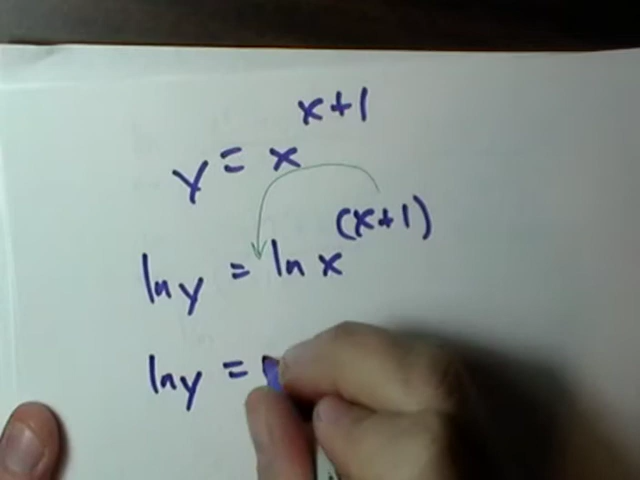 y = x^{x+1}
ln y = ln x^{(x+1)}
ln y =